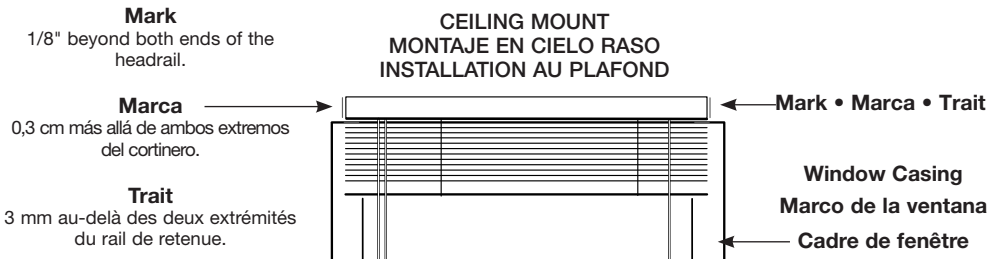 Mark
1/8" beyond both ends of the
headrail.
Marca
0,3 cm más allá de ambos extremos
del cortinero.
Trait
3 mm au-delà des deux extrémités
du rail de retenue.
CEILING MOUNT
MONTAJE EN CIELO RASO
INSTALLATION AU PLAFOND
Mark • Marca • Trait
Window Casing
Marco de la ventana
Cadre de fenêtre